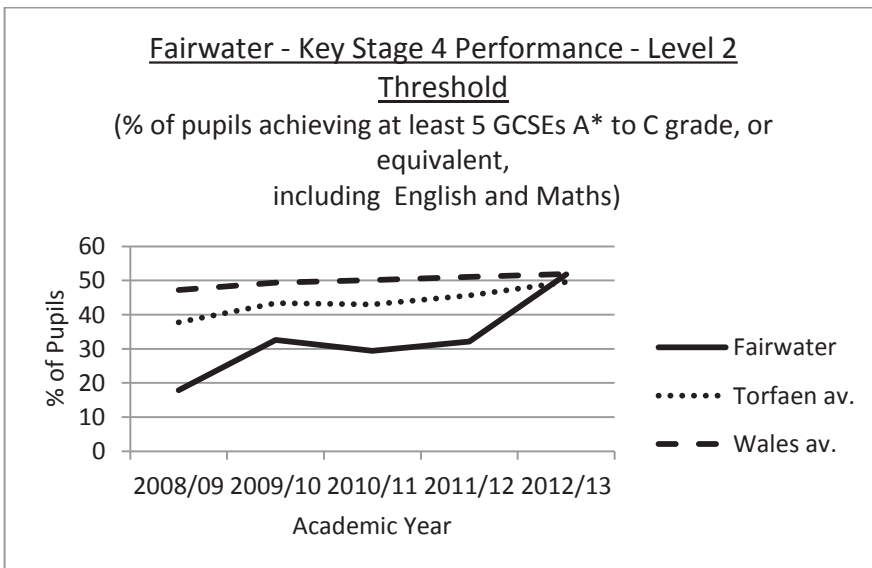 Fairwater - Key Stage 4 Performance - Level 2
Threshold
(% of pupils achieving at least 5 GCSEs A* to C grade, or
equivalent,
including English and Maths)
60
50
40
30
20
10
0
% of Pupils
2008/09 2009/10 2010/11 2011/12 2012/13
Academic Year
Fairwater
Torfaen av.
Wales av.